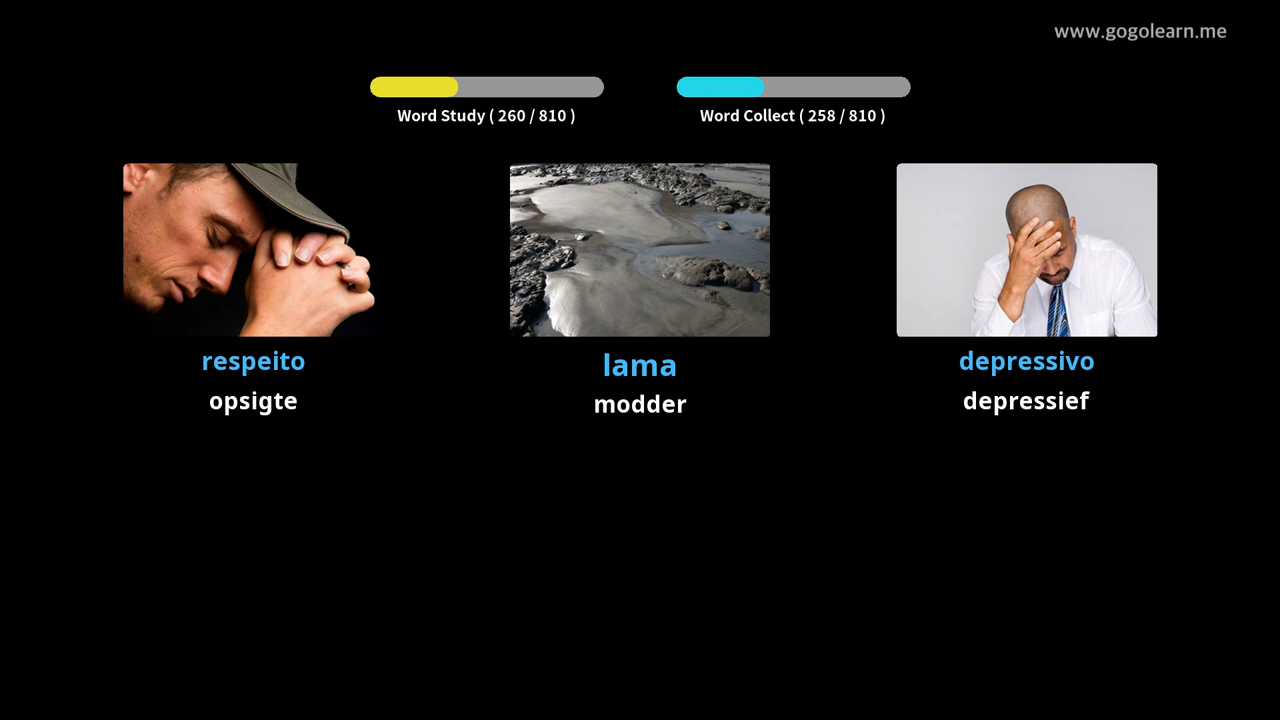 www.gogolearn.me
Word Study ( 260 / 810 )
Word Collect ( 258 / 810 )
respeito
opsigte
lama
modder
depressivo
depressief